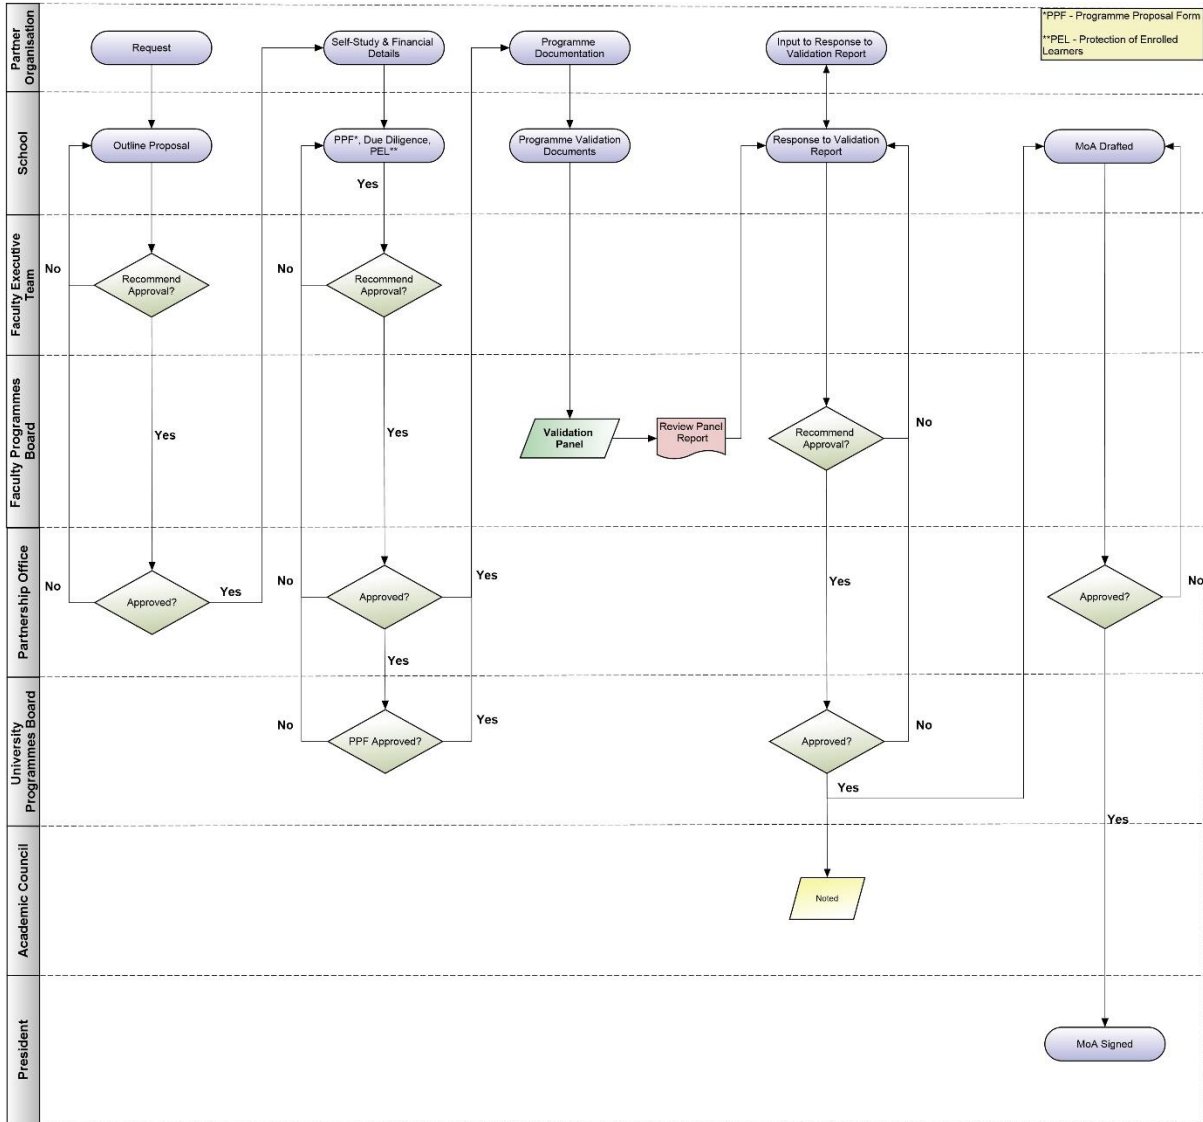 *PPF - Programme Proposal Form
**PEL - Protection of Enrolled
Learners
Partner
Organisation
Request
Self-Study & Financial
Details
Programme
Documentation
Input to Response to
Validation Report
School
Outline Proposal
PPF*, Due Diligence,
PEL**
Programme Validation
Documents
Response to Validation
Report
MoA Drafted
Yes
Faculty Executive
Team
No
Recommend
Approval?
No
Recommend
Approval?
Faculty Programmes
Board
Yes
Yes
Validation
Panel
Review Panel
Report
Recommend
Approval?
No
Partnership Office
No
Approved?
Yes
No
Approved?
Yes
Yes
Yes
Approved?
No
University
Programmes Board
No
PPF Approved?
Yes
Approved?
No
Yes
Yes
Academic Council
Noted
President
MoA Signed